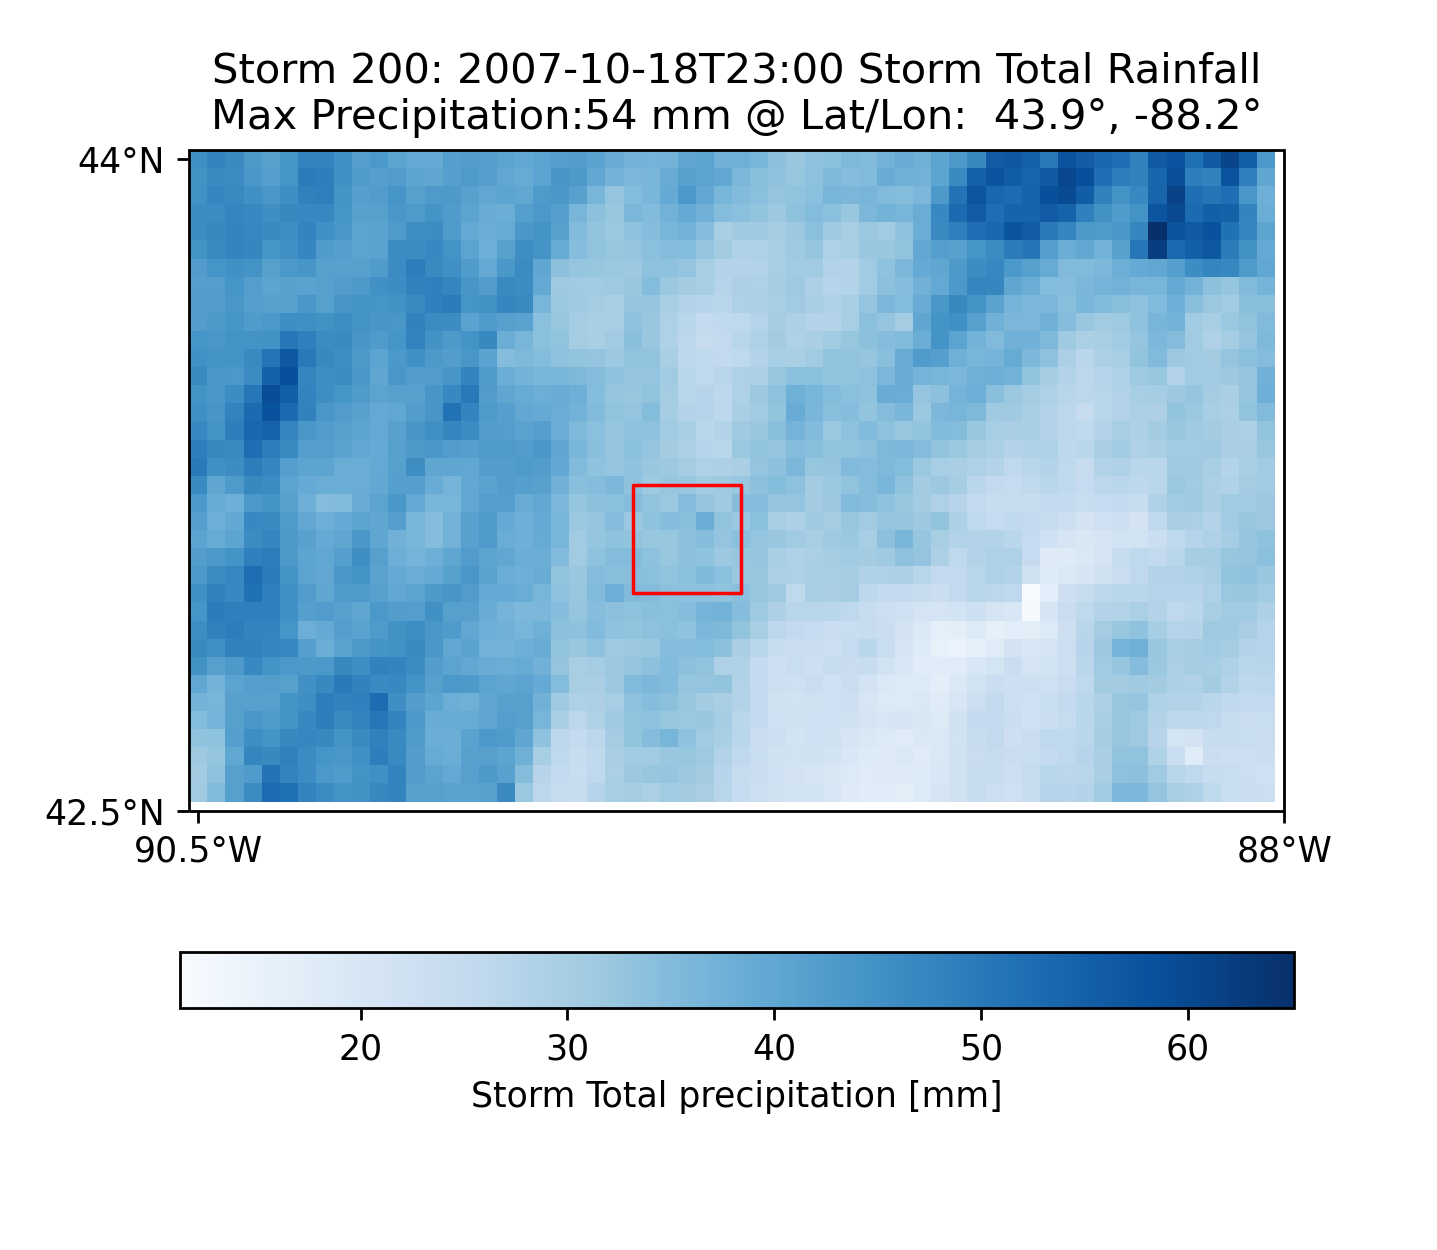 Storm 200: 2007-10-18T23:00 Storm Total Rainfall
Max Precipitation:54 mm @ Lat/Lon:  43.9°, -88.2°
44°N
42.5°N
90.5°W
88°W
20
30
40
50
60
Storm Total precipitation [mm]